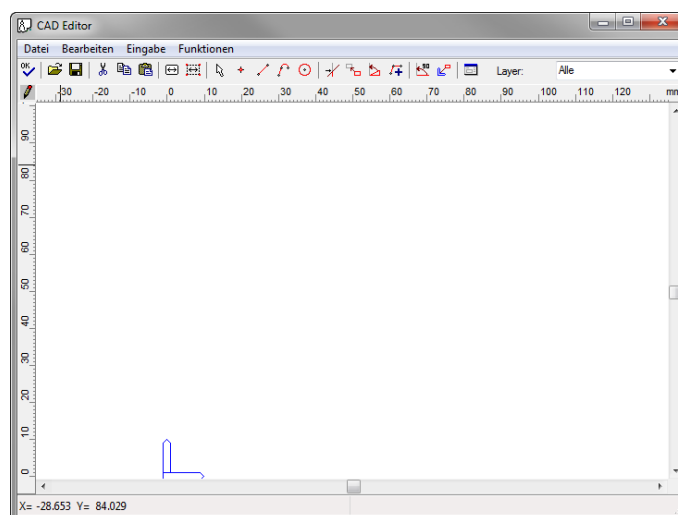 CAD Editor
Datei Bearbeiten Eingabe Funktionen
OK Layer: Alle
-30 -20 -10 0 10 20 30 40 50 60 70 80 90 100 110 120 mm
90
80
70
60
50
40
30
20
10
0
X= -28.653 Y= 84.029